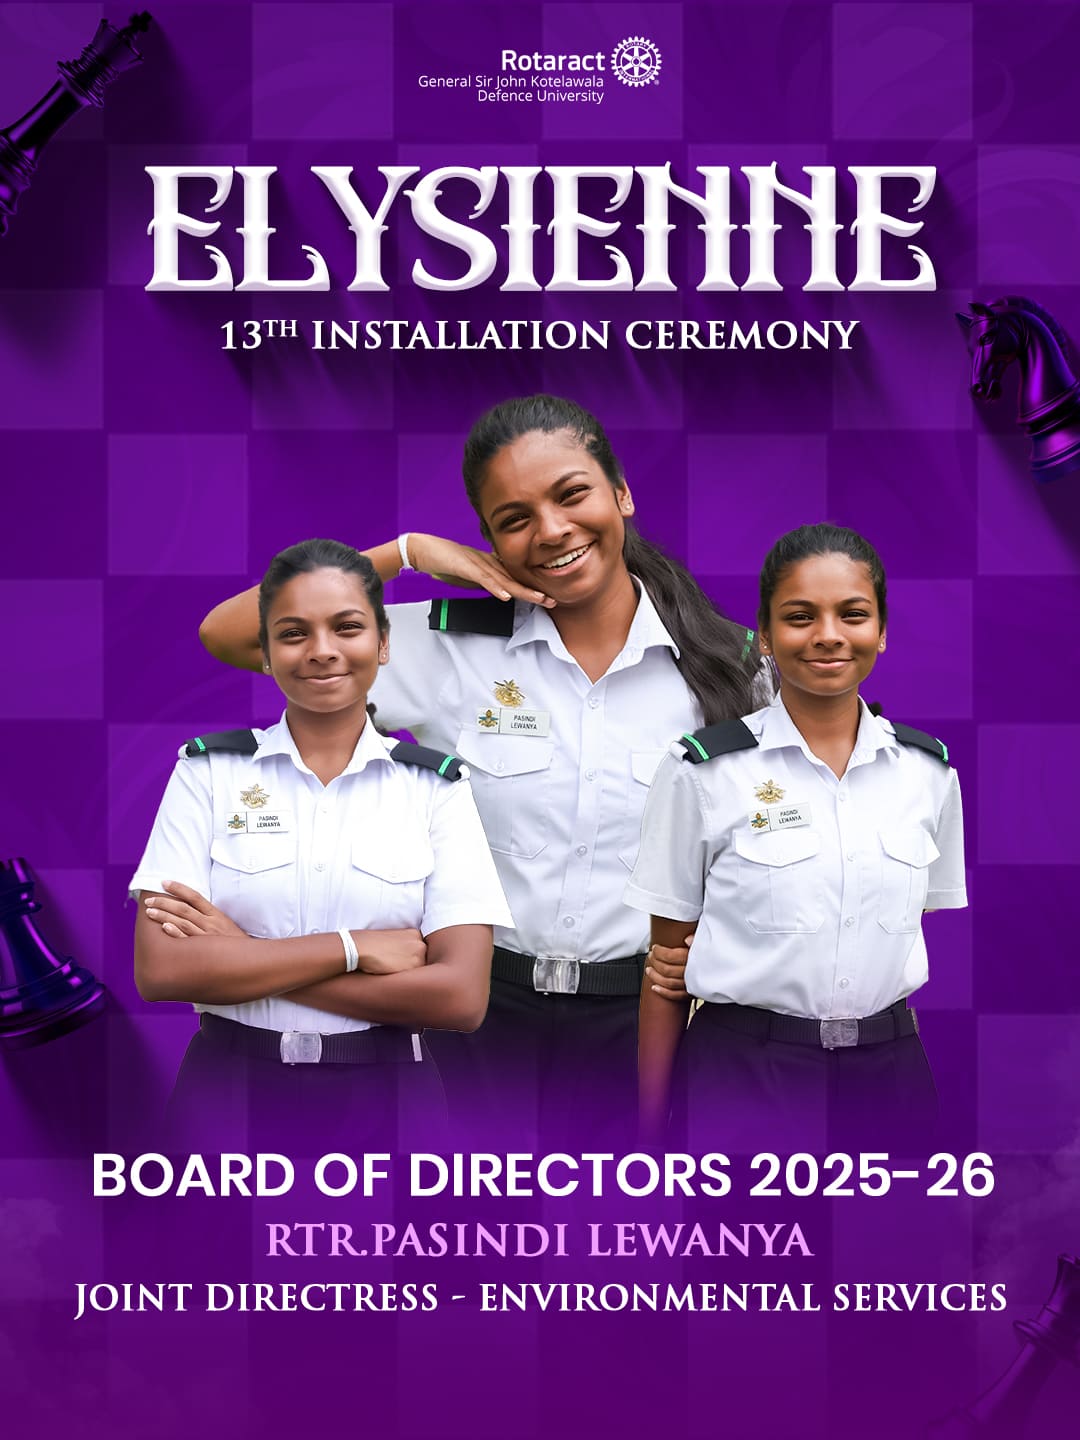 Rotaract
General Sir John Kotelawala
Defence University
ELYSIENNE
13TH INSTALLATION CEREMONY
PASINDI
LEWANYA
PASINDI
LEWANYA
PASINDI
LEWANYA
BOARD OF DIRECTORS 2025-26
RTR.PASINDI LEWANYA
JOINT DIRECTRESS - ENVIRONMENTAL SERVICES